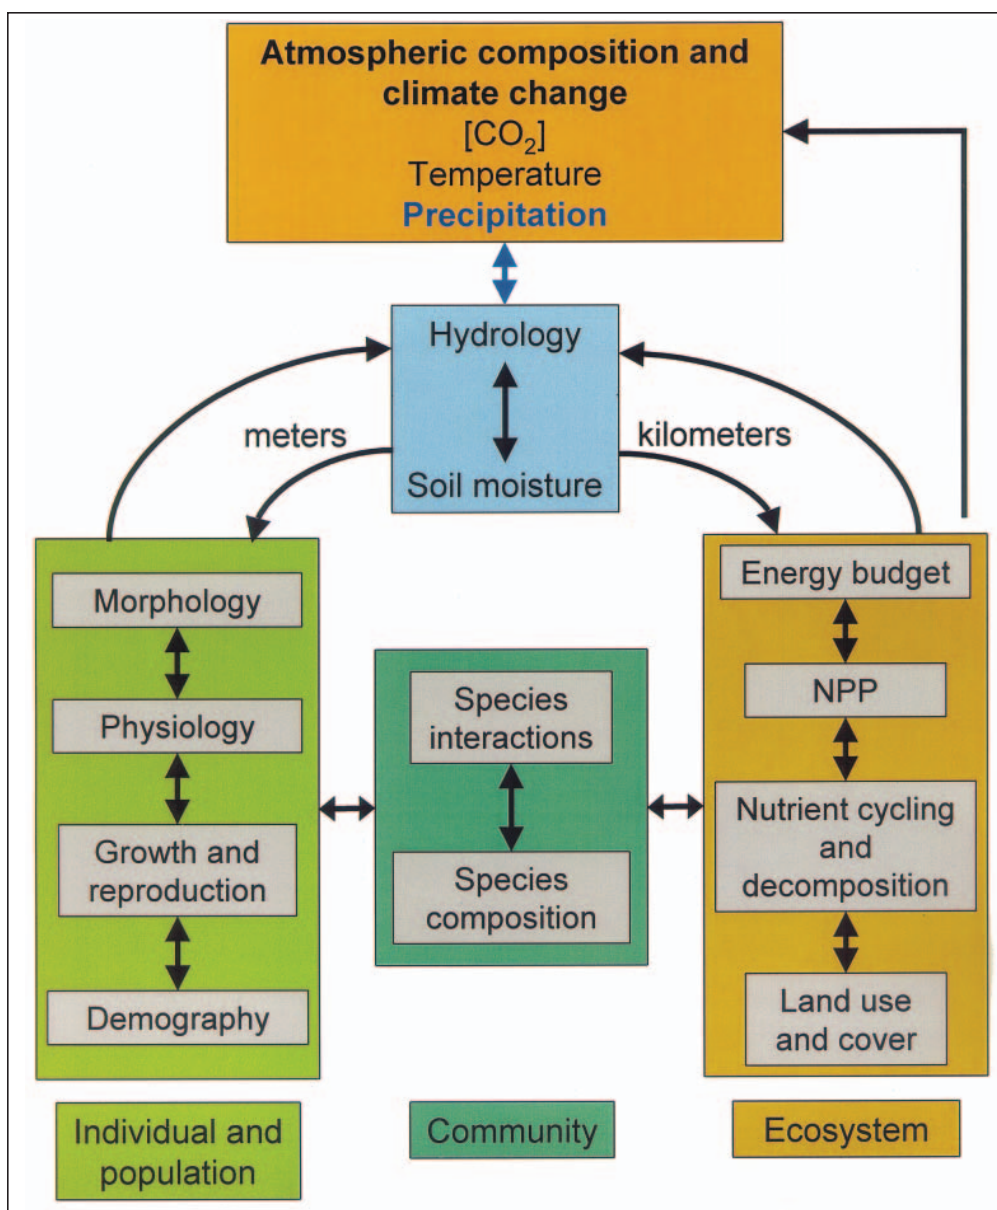 Atmospheric composition and
climate change
[CO₂]
Temperature
Precipitation
Hydrology
meters
kilometers
Soil moisture
Morphology
Physiology
Growth and
reproduction
Demography
Species
interactions
Species
composition
Energy budget
NPP
Nutrient cycling
and
decomposition
Land use
and cover
Individual and
population
Community
Ecosystem